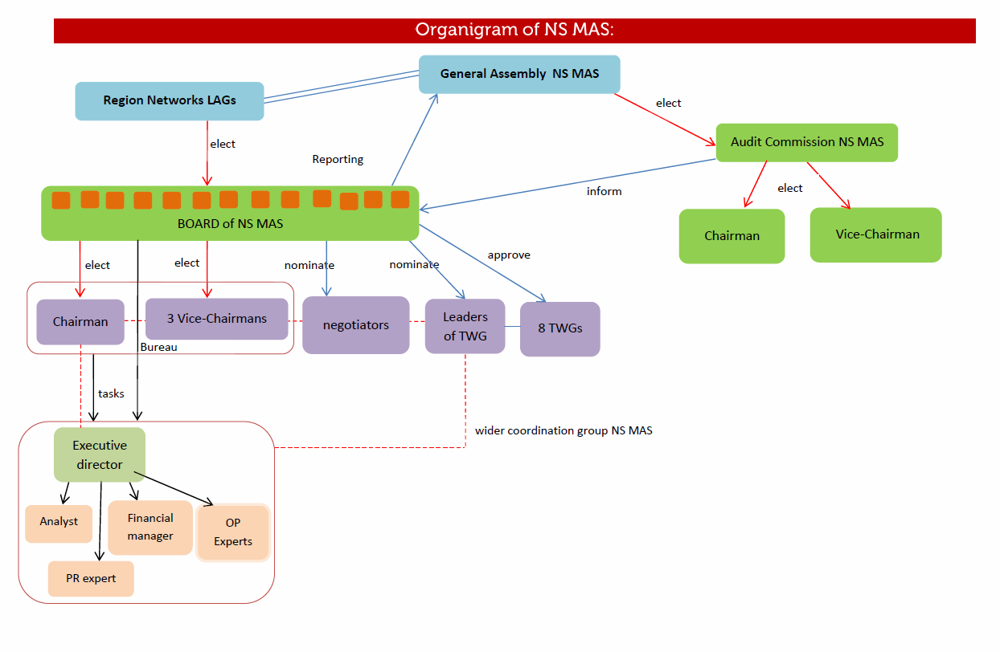 Organigram of NS MAS:
General Assembly  NS MAS
Region Networks LAGs
elect
Audit Commission NS MAS
elect
Reporting
inform
elect
BOARD of NS MAS
Chairman
Vice-Chairman
elect
elect
nominate
nominate
approve
Chairman
3 Vice-Chairmans
negotiators
Leaders
of TWG
8 TWGs
Bureau
tasks
wider coordination group NS MAS
Executive
director
Analyst
Financial
manager
OP
Experts
PR expert